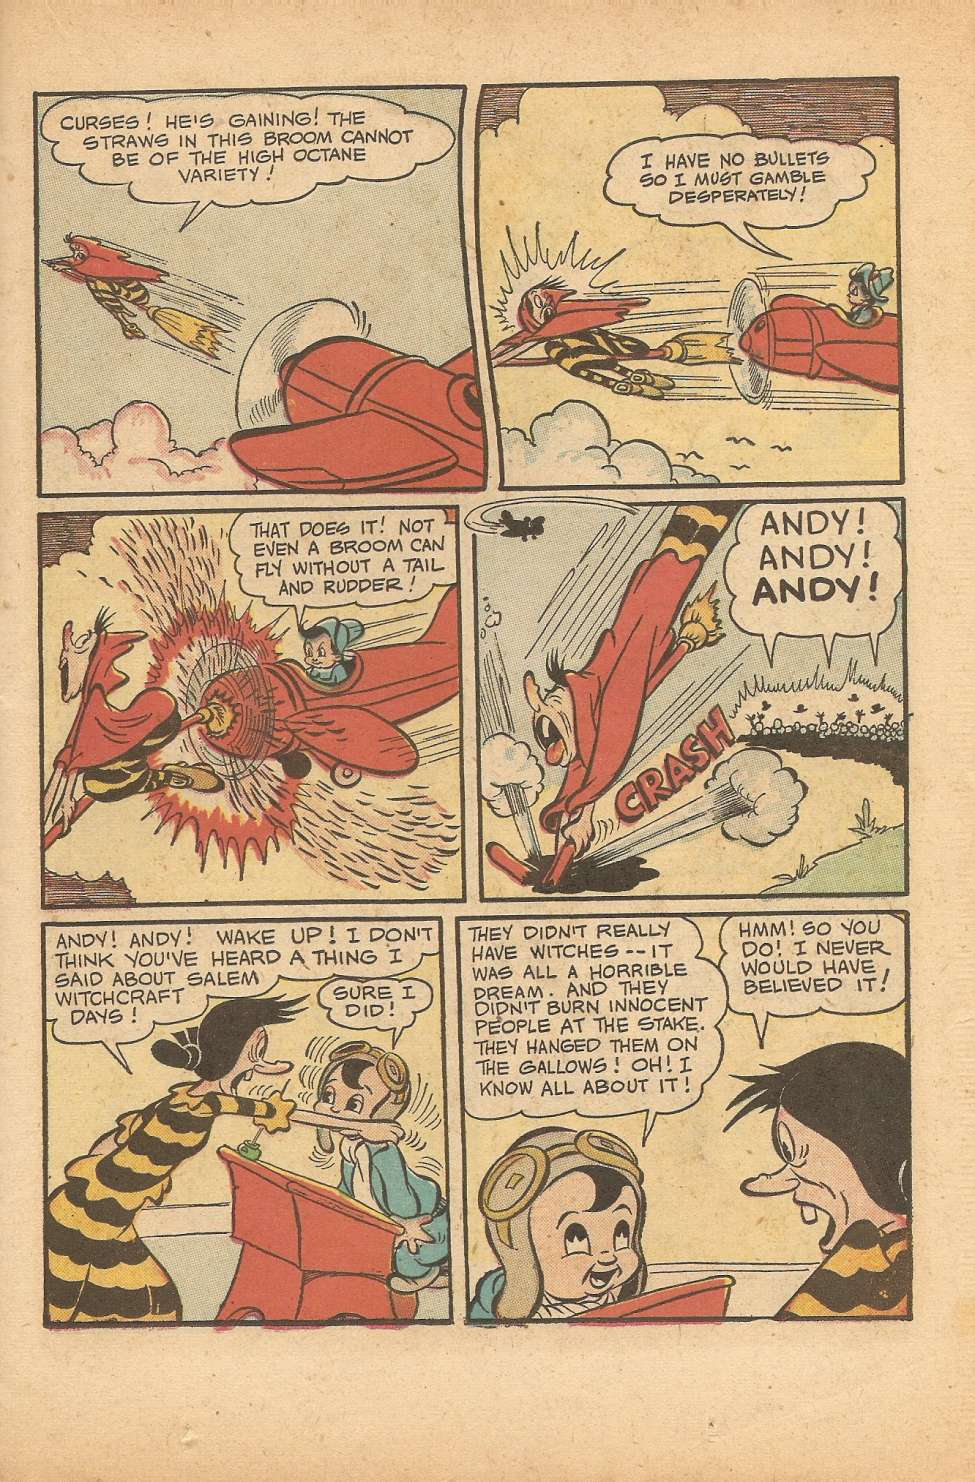 CURSES! HE'S GAINING! THE
STRAWS IN THIS BROOM CANNOT
BE OF THE HIGH OCTANE
VARIETY!
I HAVE NO BULLETS
SO I MUST GAMBLE
DESPERATELY!
THAT DOES IT! NOT
EVEN A BROOM CAN
FLY WITHOUT A TAIL
AND RUDDER!
ANDY!
ANDY!
ANDY!
CRASH
ANDY! ANDY! WAKE UP! I DON'T
THINK YOU'VE HEARD A THING I
SAID ABOUT SALEM
WITCHCRAFT
DAYS!
SURE I
DID!
THEY DIDN'T REALLY
HAVE WITCHES -- IT
WAS ALL A HORRIBLE
DREAM. AND THEY
DIDN'T BURN INNOCENT
PEOPLE AT THE STAKE.
THEY HANGED THEM ON
THE GALLOWS! OH! I
KNOW ALL ABOUT IT!
HMM! SO YOU
DO! I NEVER
WOULD HAVE
BELIEVED IT!